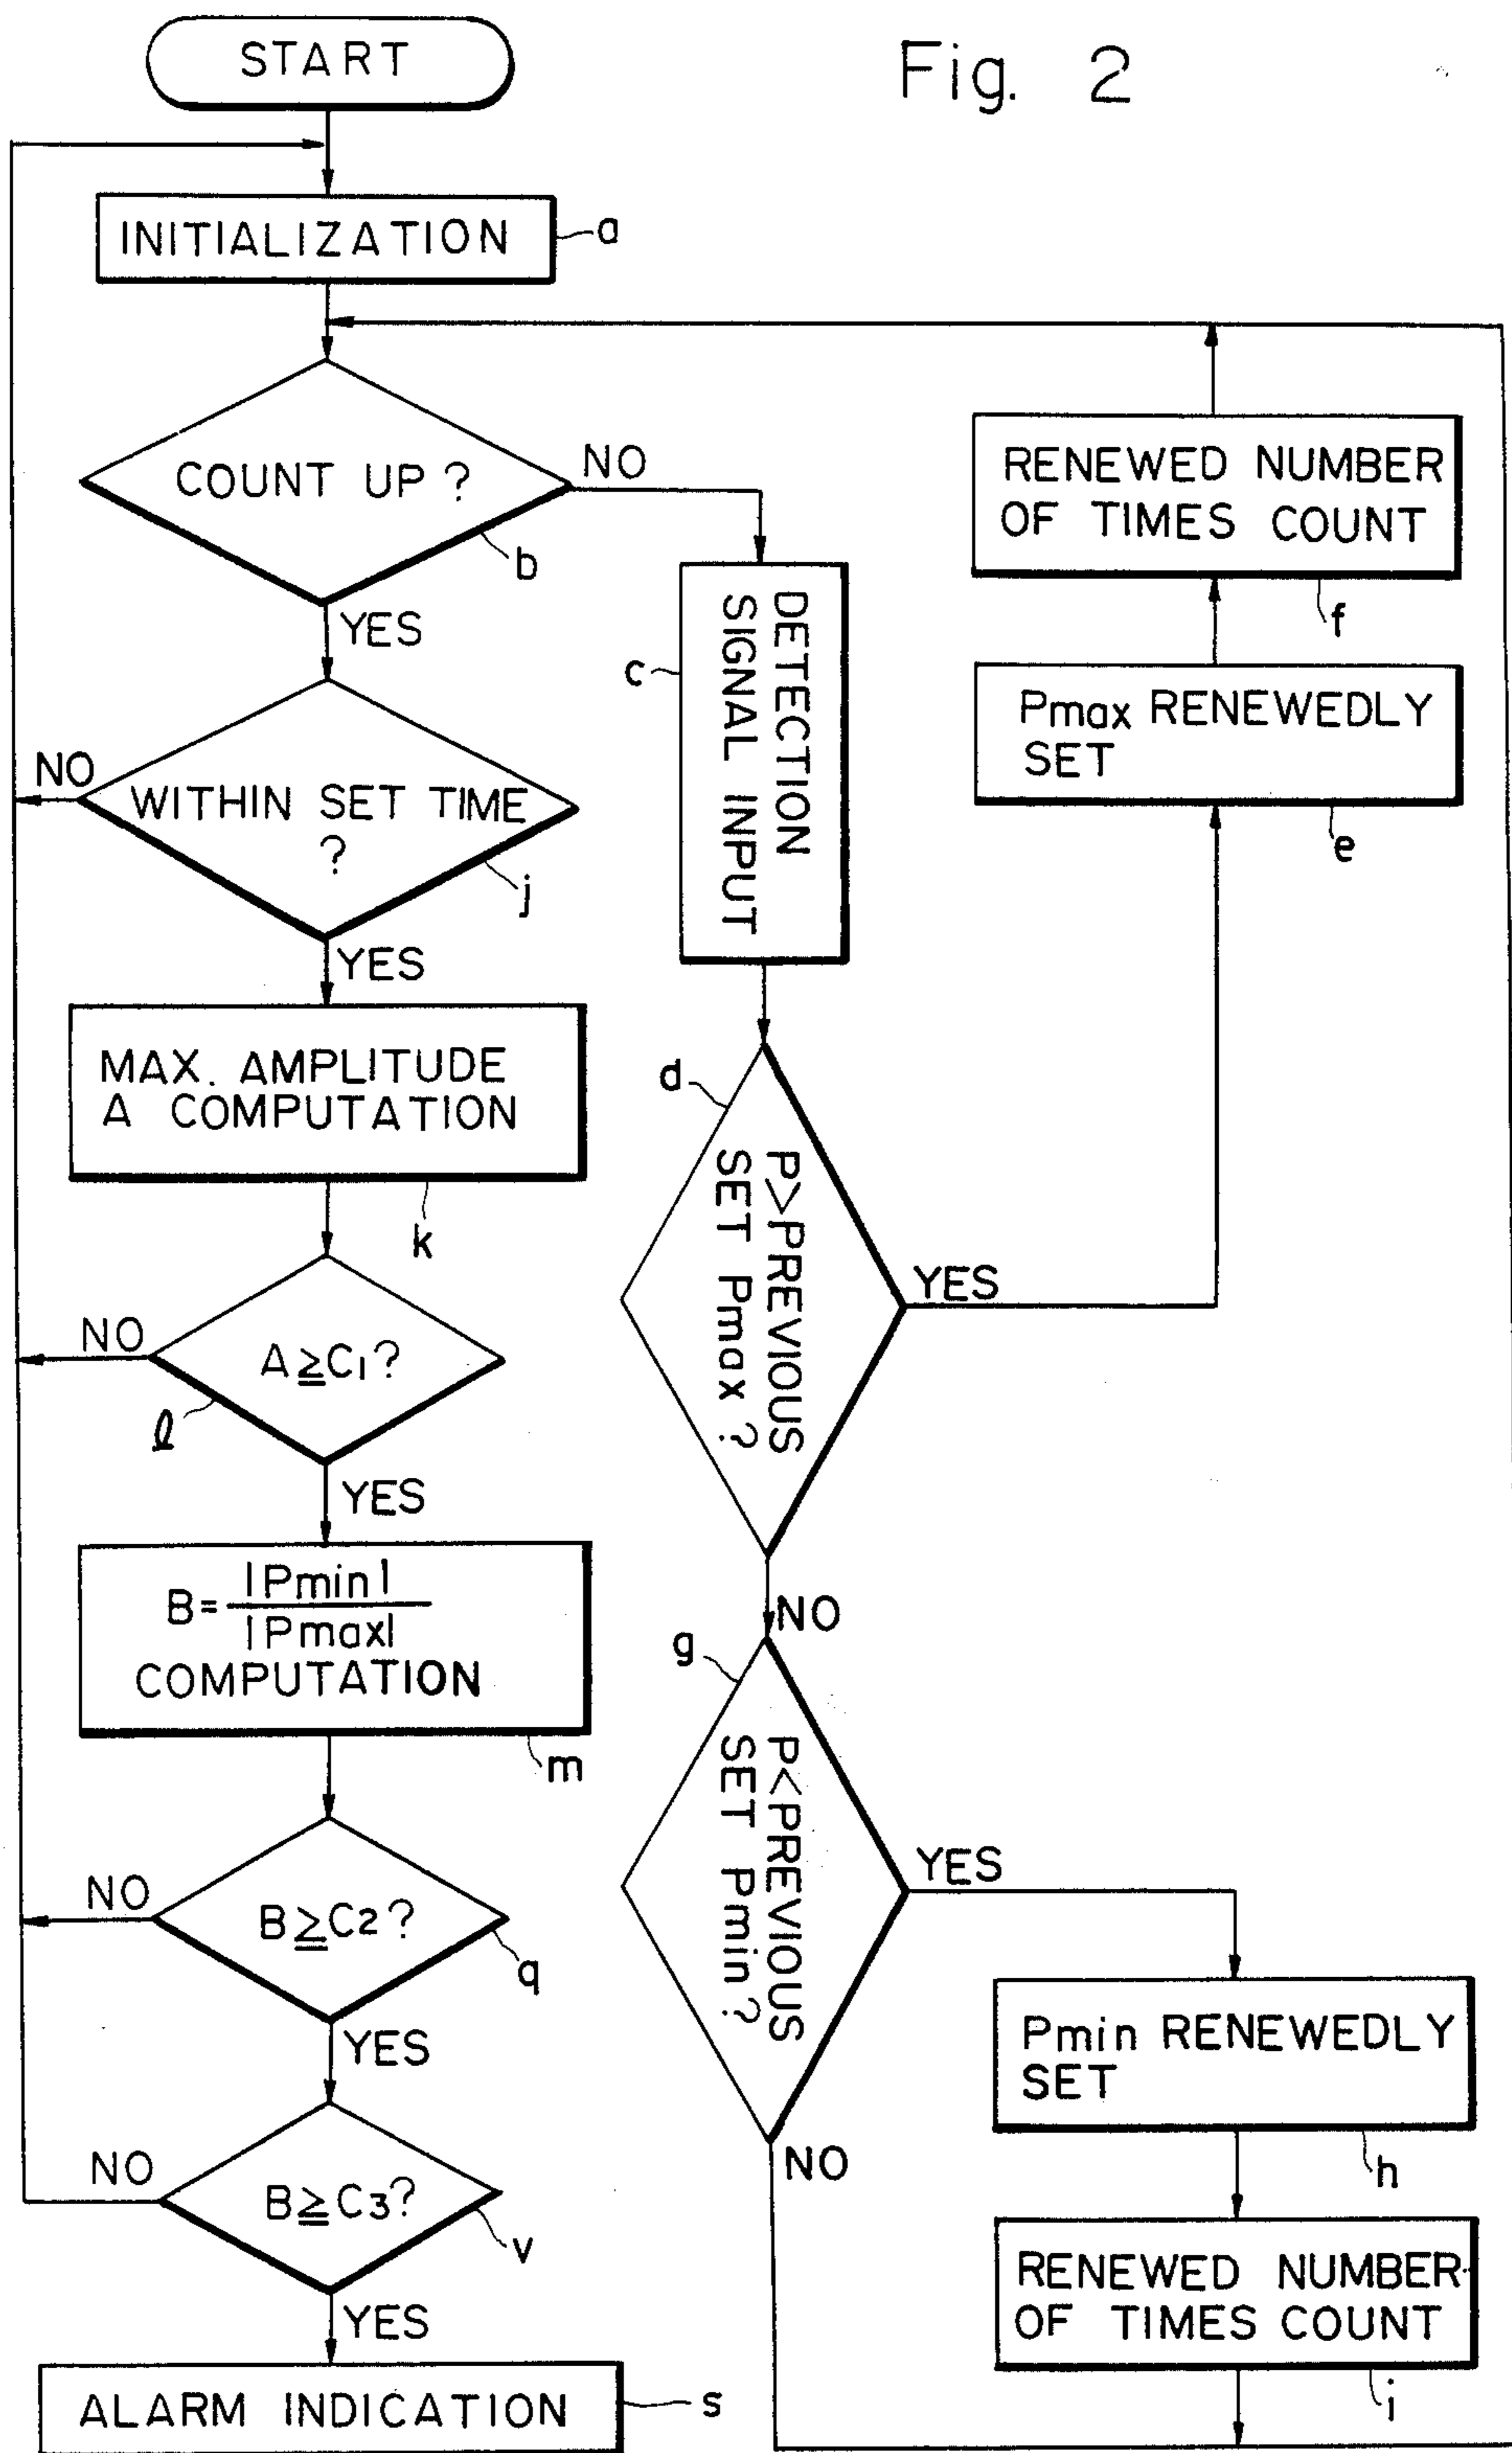 Fig. 2
START
INITIALIZATION
a
COUNT UP ?
NO
b
YES
WITHIN SET TIME
?
NO
j
YES
MAX. AMPLITUDE
A COMPUTATION
k
A≧C1?
NO
l
YES
B=|Pmin|/|Pmax|
COMPUTATION
m
B≧C2?
NO
q
YES
B≧C3?
NO
v
YES
ALARM INDICATION
s
DETECTION
SIGNAL INPUT
c
d
P>PREVIOUS
SET Pmax ?
YES
NO
RENEWED NUMBER
OF TIMES COUNT
f
Pmax RENEWEDLY
SET
e
g
P<PREVIOUS
SET Pmin ?
YES
NO
Pmin RENEWEDLY
SET
h
RENEWED NUMBER
OF TIMES COUNT
i